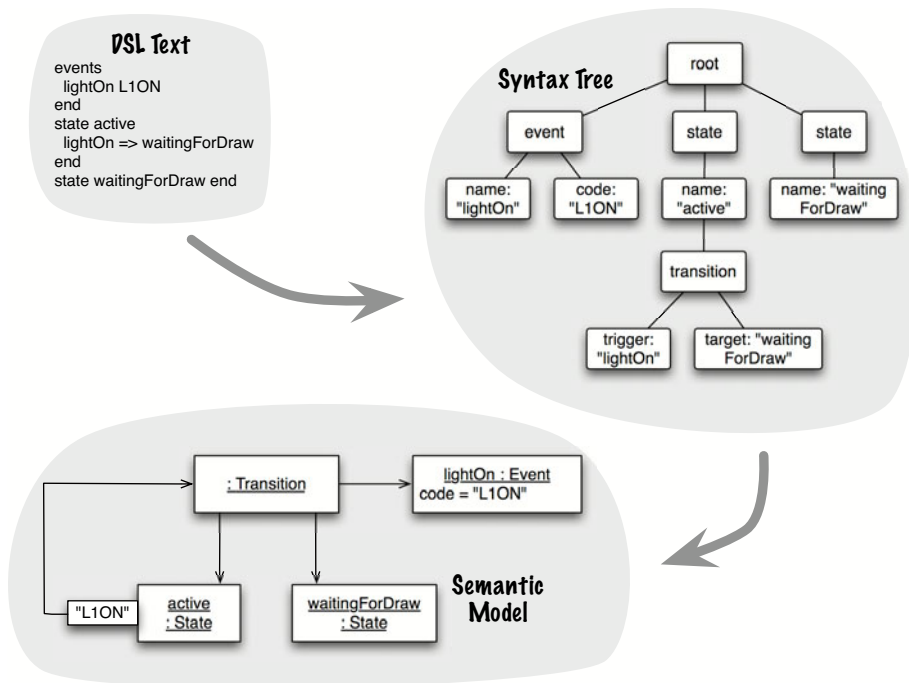 DSL Text
events
lightOn L1ON
end
state active
lightOn => waitingForDraw
end
state waitingForDraw end
Syntax Tree
root
event
state
state
name:
"lightOn"
code:
"L1ON"
name:
"active"
name: "waiting
ForDraw"
transition
trigger:
"lightOn"
target: "waiting
ForDraw"
: Transition
lightOn : Event
code = "L1ON"
"L1ON"
active
: State
waitingForDraw
: State
Semantic
Model